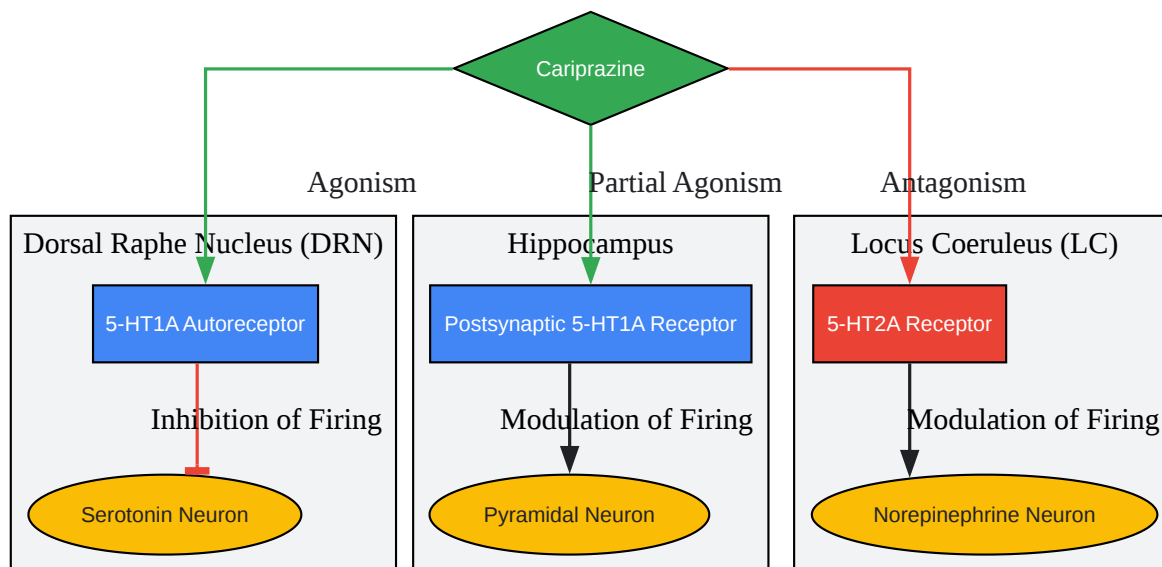 Cariprazine
Agonism
Partial Agonism
Antagonism
Dorsal Raphe Nucleus (DRN)
Hippocampus
Locus Coeruleus (LC)
5-HT1A Autoreceptor
Postsynaptic 5-HT1A Receptor
5-HT2A Receptor
Inhibition of Firing
Modulation of Firing
Modulation of Firing
Serotonin Neuron
Pyramidal Neuron
Norepinephrine Neuron